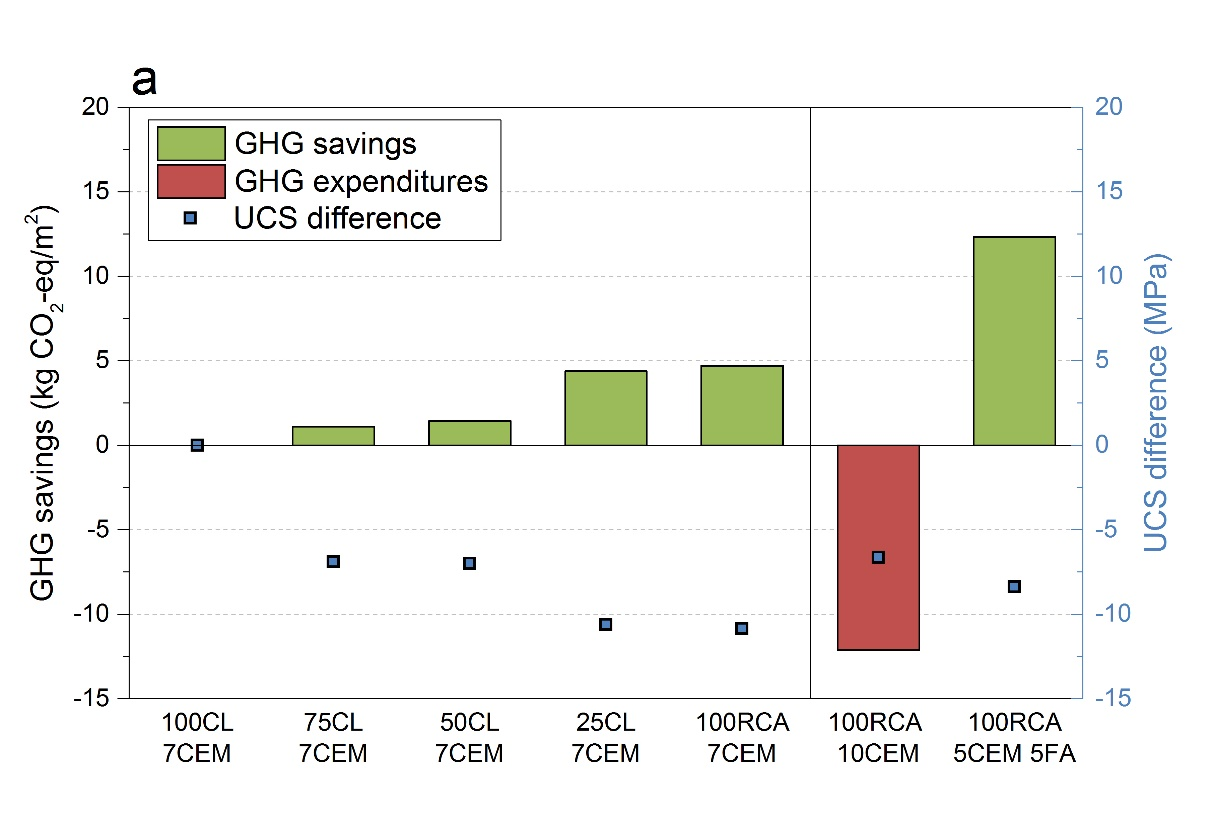 a
GHG savings
GHG expenditures
UCS difference
GHG savings (kg CO₂-eq/m²)
20
15
10
5
0
-5
-10
-15
20
15
10
5
0
-5
-10
-15
UCS difference (MPa)
100CL 75CL 50CL 25CL 100RCA 100RCA 100RCA
7CEM 7CEM 7CEM 7CEM 7CEM 10CEM 5CEM 5FA